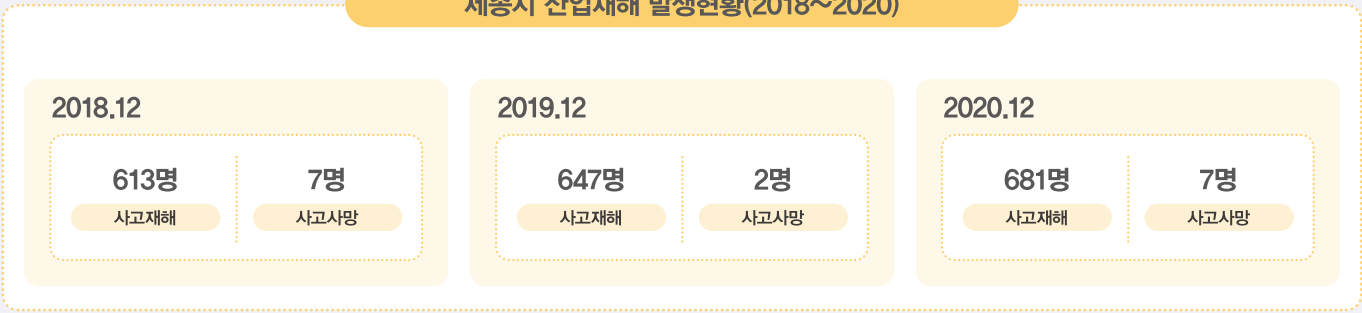 세종시 산업재해 발생현황(2018~2020)
2018.12
613명
7명
사고재해
사고사망
2019.12
647명
2명
사고재해
사고사망
2020.12
681명
7명
사고재해
사고사망